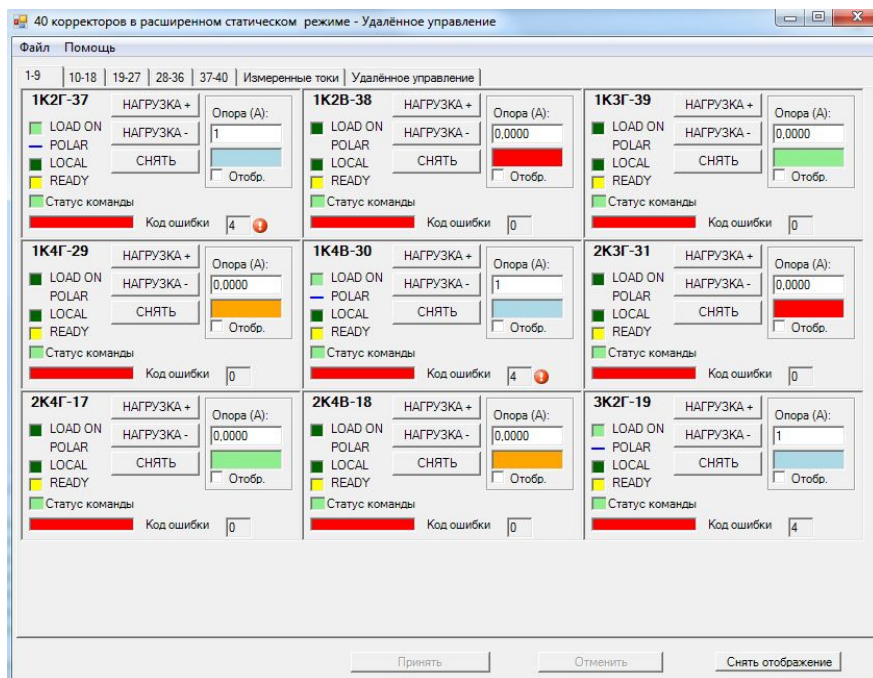 40 корректоров в расширенном статическом режиме - Удалённое управление
Файл Помощь
1-9 10-18 19-27 28-36 37-40 Измеренные токи Удалённое управление
1К2Г-37
НАГРУЗКА +
Опора (А):
LOAD ON
НАГРУЗКА -
1
POLAR
LOCAL
СНЯТЬ
READY
Отобр.
Статус команды
Код ошибки 4
1К2В-38
НАГРУЗКА +
Опора (А):
LOAD ON
НАГРУЗКА -
0,0000
POLAR
LOCAL
СНЯТЬ
READY
Отобр.
Статус команды
Код ошибки 0
1К3Г-39
НАГРУЗКА +
Опора (А):
LOAD ON
НАГРУЗКА -
0,0000
POLAR
LOCAL
СНЯТЬ
READY
Отобр.
Статус команды
Код ошибки 0
1К4Г-29
НАГРУЗКА +
Опора (А):
LOAD ON
НАГРУЗКА -
0,0000
POLAR
LOCAL
СНЯТЬ
READY
Отобр.
Статус команды
Код ошибки 0
1К4В-30
НАГРУЗКА +
Опора (А):
LOAD ON
НАГРУЗКА -
1
POLAR
LOCAL
СНЯТЬ
READY
Отобр.
Статус команды
Код ошибки 4
2К3Г-31
НАГРУЗКА +
Опора (А):
LOAD ON
НАГРУЗКА -
0,0000
POLAR
LOCAL
СНЯТЬ
READY
Отобр.
Статус команды
Код ошибки 0
2К4Г-17
НАГРУЗКА +
Опора (А):
LOAD ON
НАГРУЗКА -
0,0000
POLAR
LOCAL
СНЯТЬ
READY
Отобр.
Статус команды
Код ошибки 0
2К4В-18
НАГРУЗКА +
Опора (А):
LOAD ON
НАГРУЗКА -
0,0000
POLAR
LOCAL
СНЯТЬ
READY
Отобр.
Статус команды
Код ошибки 0
3К2Г-19
НАГРУЗКА +
Опора (А):
LOAD ON
НАГРУЗКА -
1
POLAR
LOCAL
СНЯТЬ
READY
Отобр.
Статус команды
Код ошибки 4
Принять Отменить Снять отображение